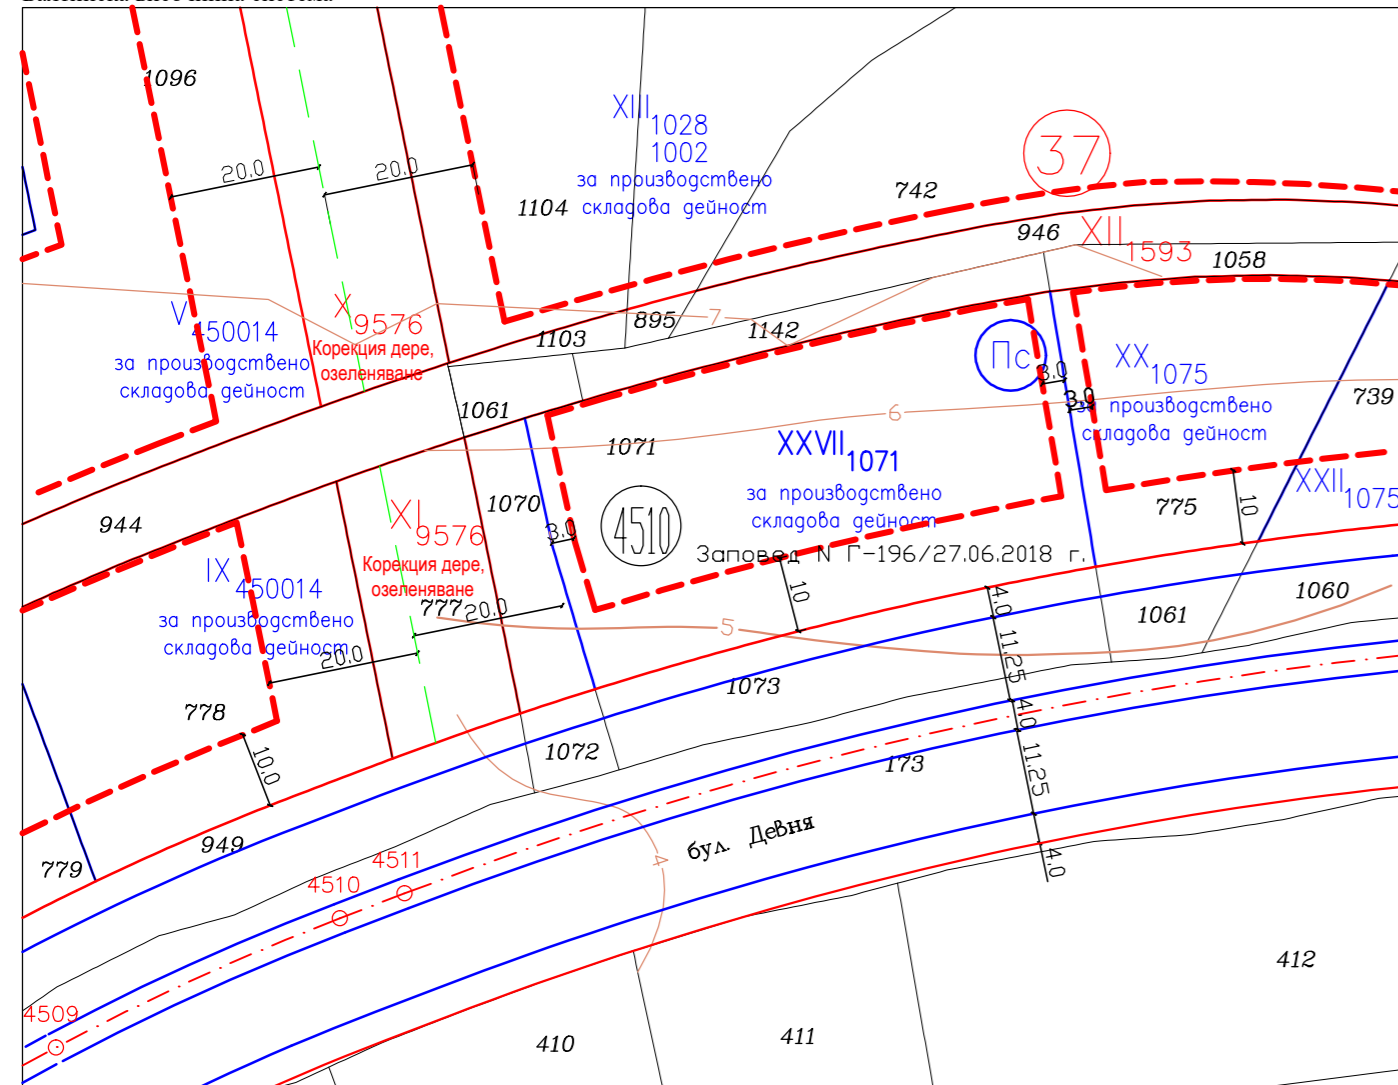 1096
20.0
20.0
XIII 1028
1002
за производствено
складова дейност
1104
742
37
946
XII 1593
1058
V 450014
за производствено
складова дейност
X 9576
Корекция дере,
озеленяване
1103
895
7
1142
Пс
3.0
3.0
XX 1075
за производствено
складова дейност
739
1061
1071
6
XXVII 1071
за производствено
складова дейност
944
XI 9576
Корекция дере,
озеленяване
1070
3.0
4510
Заповед N Г-196/27.06.2018 г.
775
10
XXII 1075
IX 450014
за производствено
складова дейност
777
20.0
20.0
10
5
4.0
11.25
4.0
11.25
4.0
1061
1060
778
10.0
1073
1072
173
949
779
4511
4510
4
бул. Девня
4509
410
411
412